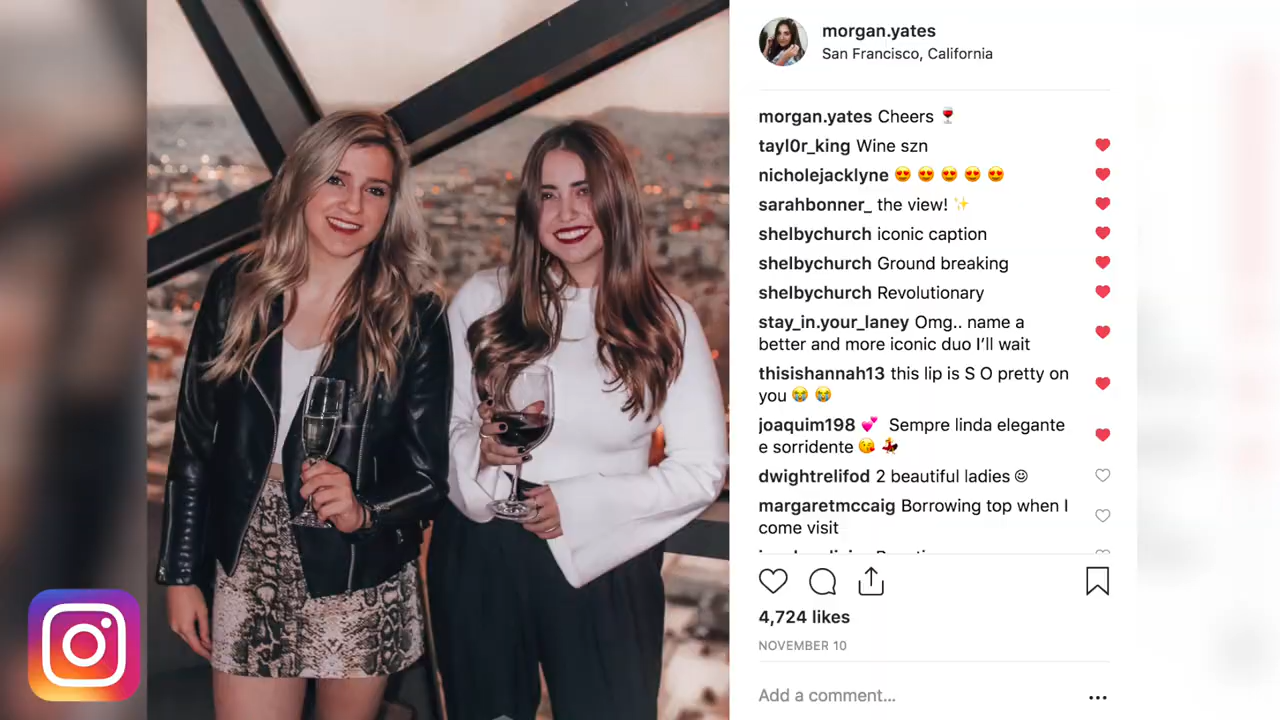 morgan.yates
San Francisco, California
morgan.yates Cheers 🍷
tayl0r_king Wine szn
nicholejacklyne 😍 😍 😍 😍 😍
sarahbonner_ the view! ✨
shelbychurch iconic caption
shelbychurch Ground breaking
shelbychurch Revolutionary
stay_in.your_laney Omg.. name a
better and more iconic duo I'll wait
thisishannah13 this lip is S O pretty on
you 😭 😭
joaquim198 💕 Sempre linda elegante
e sorridente 😘 💃
dwightrelifod 2 beautiful ladies ☺
margaretmccaig Borrowing top when I
come visit
4,724 likes
NOVEMBER 10
Add a comment...